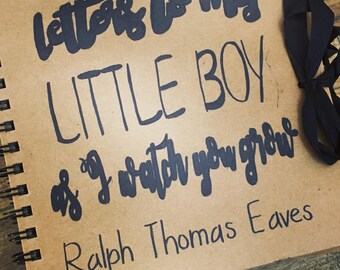 letters to my
LITTLE BOY
as I watch you grow
Ralph Thomas Eaves